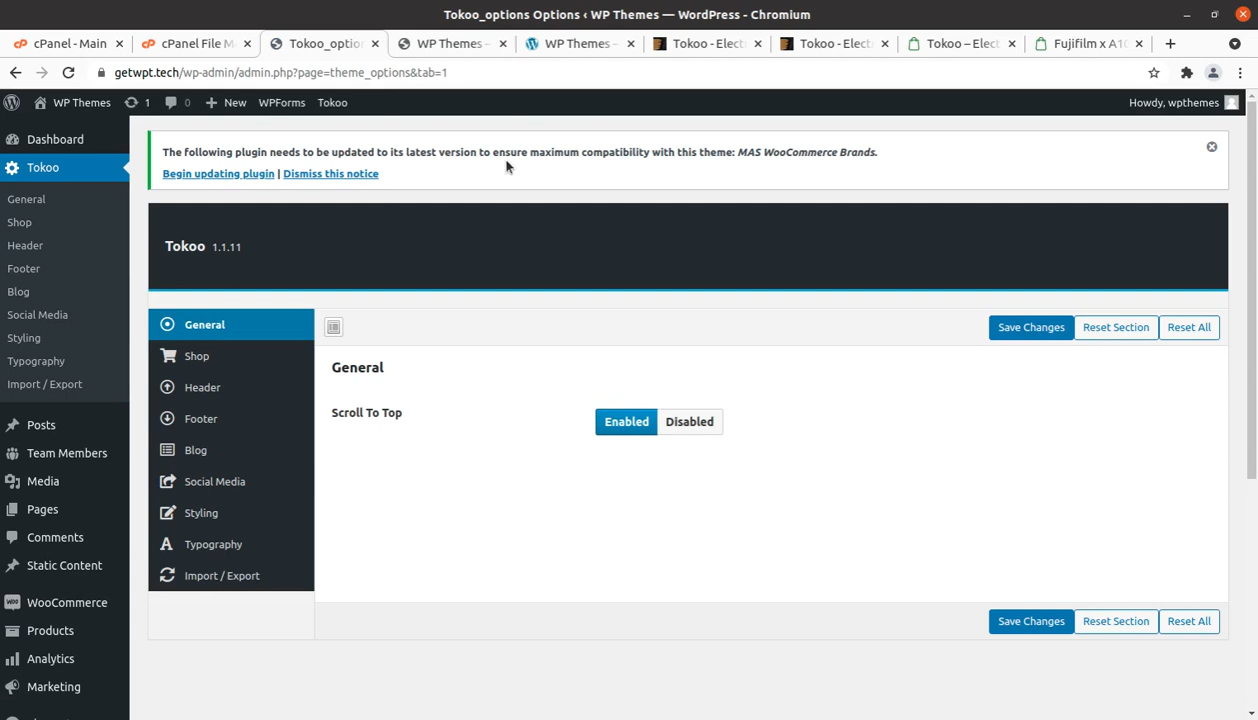 Tokoo_options Options ‹ WP Themes — WordPress - Chromium
cPanel - Main
cPanel File M
Tokoo_optio
WP Themes –
WP Themes –
Tokoo - Elect
Tokoo - Elect
Tokoo – Elect
Fujifilm x A10
getwpt.tech/wp-admin/admin.php?page=theme_options&tab=1
WP Themes
1
0
New
WPForms
Tokoo
Howdy, wpthemes
Dashboard
Tokoo
General
Shop
Header
Footer
Blog
Social Media
Styling
Typography
Import / Export
Posts
Team Members
Media
Pages
Comments
Static Content
WooCommerce
Products
Analytics
Marketing
The following plugin needs to be updated to its latest version to ensure maximum compatibility with this theme: MAS WooCommerce Brands.
Begin updating plugin | Dismiss this notice
Tokoo 1.1.11
General
Shop
Header
Footer
Blog
Social Media
Styling
Typography
Import / Export
Save Changes
Reset Section
Reset All
General
Scroll To Top
Enabled
Disabled
Save Changes
Reset Section
Reset All